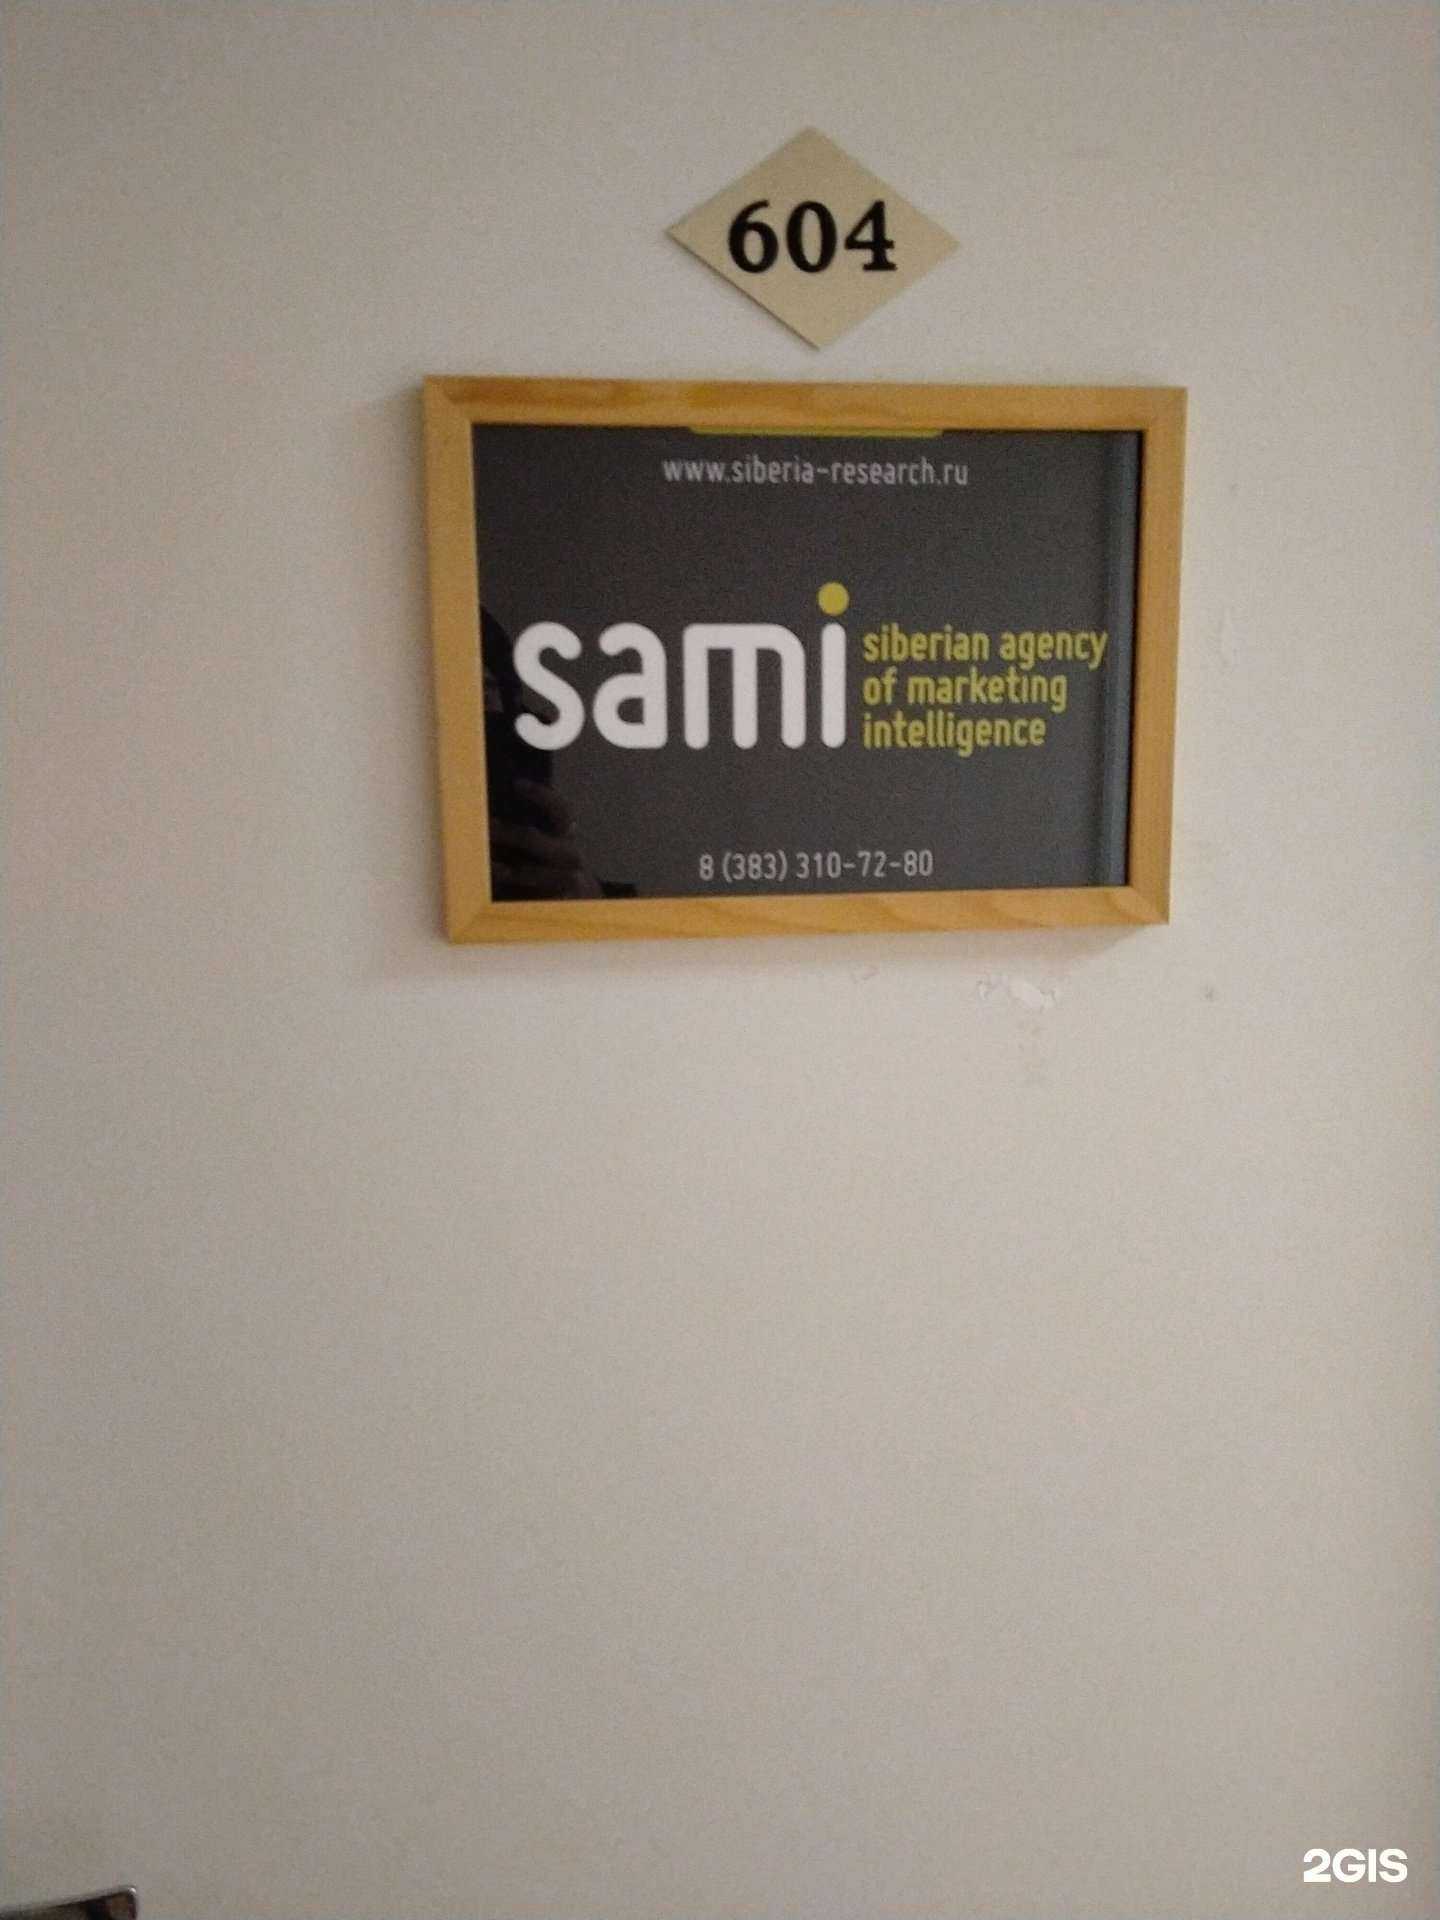 604
www.siberia-research.ru
sami
siberian agency
of marketing
intelligence
8 (383) 310-72-80
2GIS